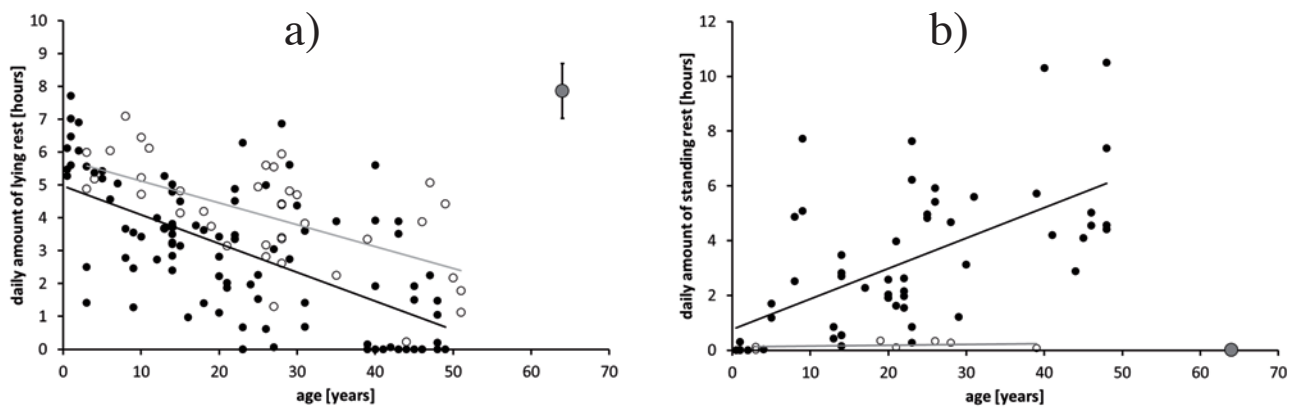 a)
daily amount of lying rest [hours]
10
9
8
7
6
5
4
3
2
1
0
0 10 20 30 40 50 60 70
age [years]
b)
daily amount of standing rest [hours]
12
10
8
6
4
2
0
0 10 20 30 40 50 60 70
age [years]